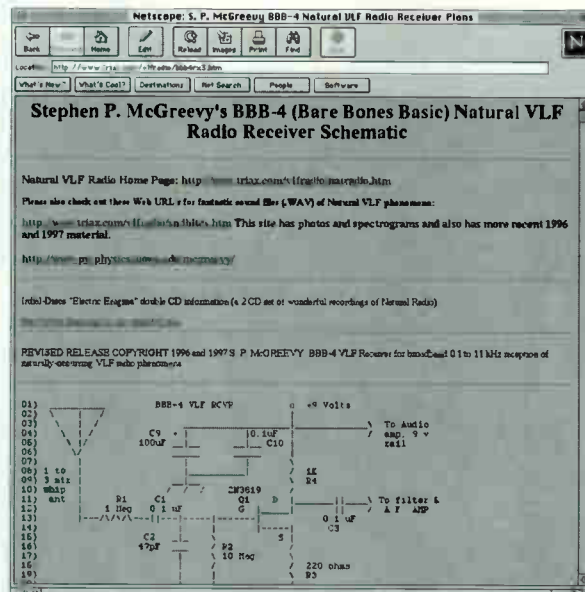 Netscape: S. P. McGreevy BBB-4 Natural VLF Radio Receiver Plans
Back Home Edit Reload Images Print Find
What's New? What's Cool? Destinations Net Search People Software
Stephen P. McGreevy's BBB-4 (Bare Bones Basic) Natural VLF
Radio Receiver Schematic
Natural VLF Radio Home Page:
Please also check out these Web URL s for fantastic sound files (.WAV) of Natural VLF phenomena:
This site has photos and spectrograms and also has more recent 1996
and 1997 material.
"Electric Enigma" double CD information (a 2 CD set of wonderful recordings of Natural Radio)
REVISED RELEASE COPYRIGHT 1996 and 1997 S P McGREEVY BBB-4 VLF Receiver for broadband 0.1 to 11 kHz reception of
naturally-occurring VLF radio phenomena
01) BBB-4 VLF RCVR +9 Volts
02)
03) To Audio
04) C9 + 0.1uF amp. 9 v
05) 100uF C10 rail
06)
07)
08) 1 to 1K
09) R4
10) whip
11) ant R1 C1 Q1 D To filter &
12) 1 Meg 0 1 uF G A F AMP
13) 0 1 uF
14) C3
15) C2 S
16) 47pF R2
17) 10 Meg
18 220 ohms
19) R3